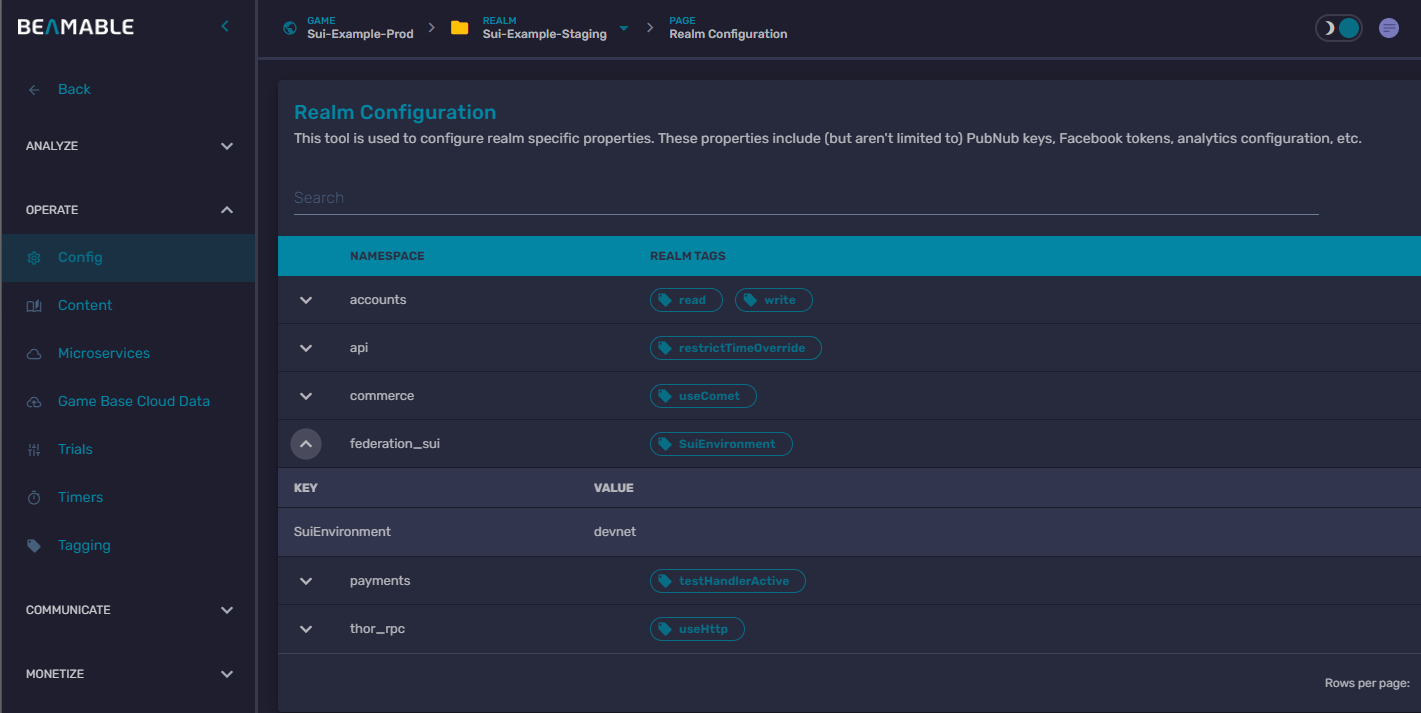 BEAMABLE
GAME
Sui-Example-Prod
REALM
Sui-Example-Staging
PAGE
Realm Configuration
Back
ANALYZE
OPERATE
Config
Content
Microservices
Game Base Cloud Data
Trials
Timers
Tagging
COMMUNICATE
MONETIZE
Realm Configuration
This tool is used to configure realm specific properties. These properties include (but aren't limited to) PubNub keys, Facebook tokens, analytics configuration, etc.
Search
NAMESPACE REALM TAGS
accounts read write
api restrictTimeOverride
commerce useComet
federation_sui SuiEnvironment
KEY VALUE
SuiEnvironment devnet
payments testHandlerActive
thor_rpc useHttp
Rows per page: